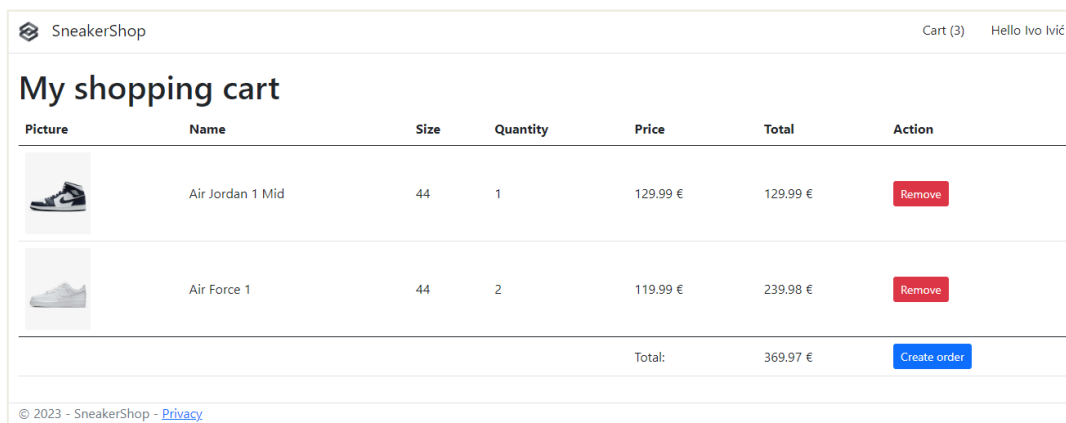 SneakerShop Cart (3) Hello Ivo Ivić
My shopping cart
Picture Name Size Quantity Price Total Action
Air Jordan 1 Mid 44 1 129.99 € 129.99 € Remove
Air Force 1 44 2 119.99 € 239.98 € Remove
Total: 369.97 € Create order
© 2023 - SneakerShop - Privacy